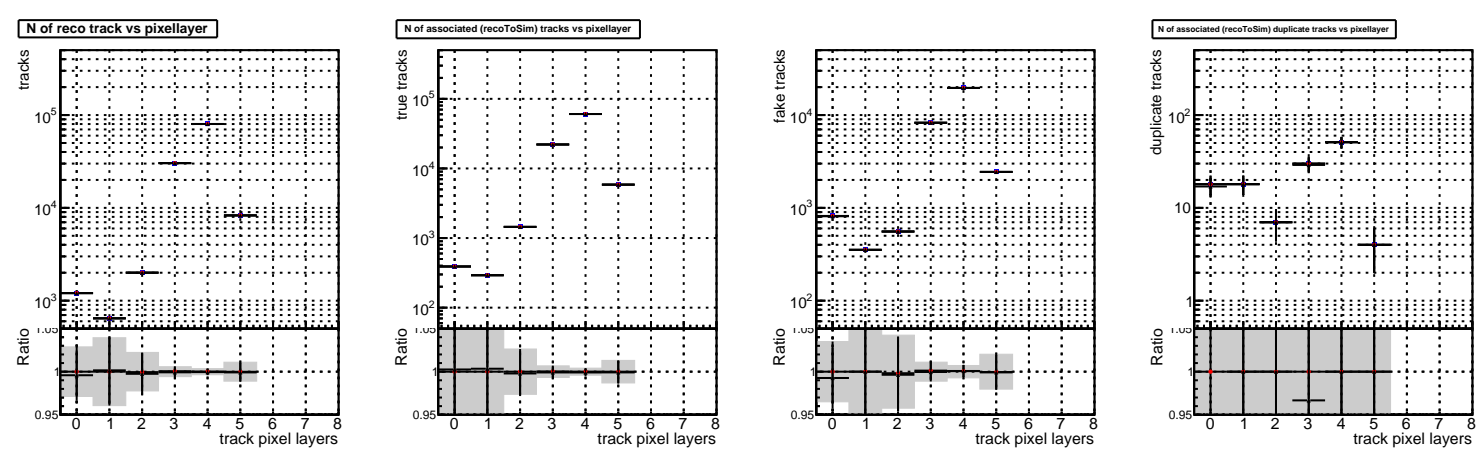 N of reco track vs pixellayer
tracks
10^5
10^4
10^3
Ratio
1.05
1
0.95
0 1 2 3 4 5 6 7 8
track pixel layers
N of associated (recoToSim) tracks vs pixellayer
true tracks
10^5
10^4
10^3
10^2
Ratio
1.05
1
0.95
0 1 2 3 4 5 6 7 8
track pixel layers
fake tracks
10^4
10^3
Ratio
1.05
1
0.95
0 1 2 3 4 5 6 7 8
track pixel layers
N of associated (recoToSim) duplicate tracks vs pixellayer
duplicate tracks
10^2
10
1
Ratio
1.05
1
0.95
0 1 2 3 4 5 6 7 8
track pixel layers